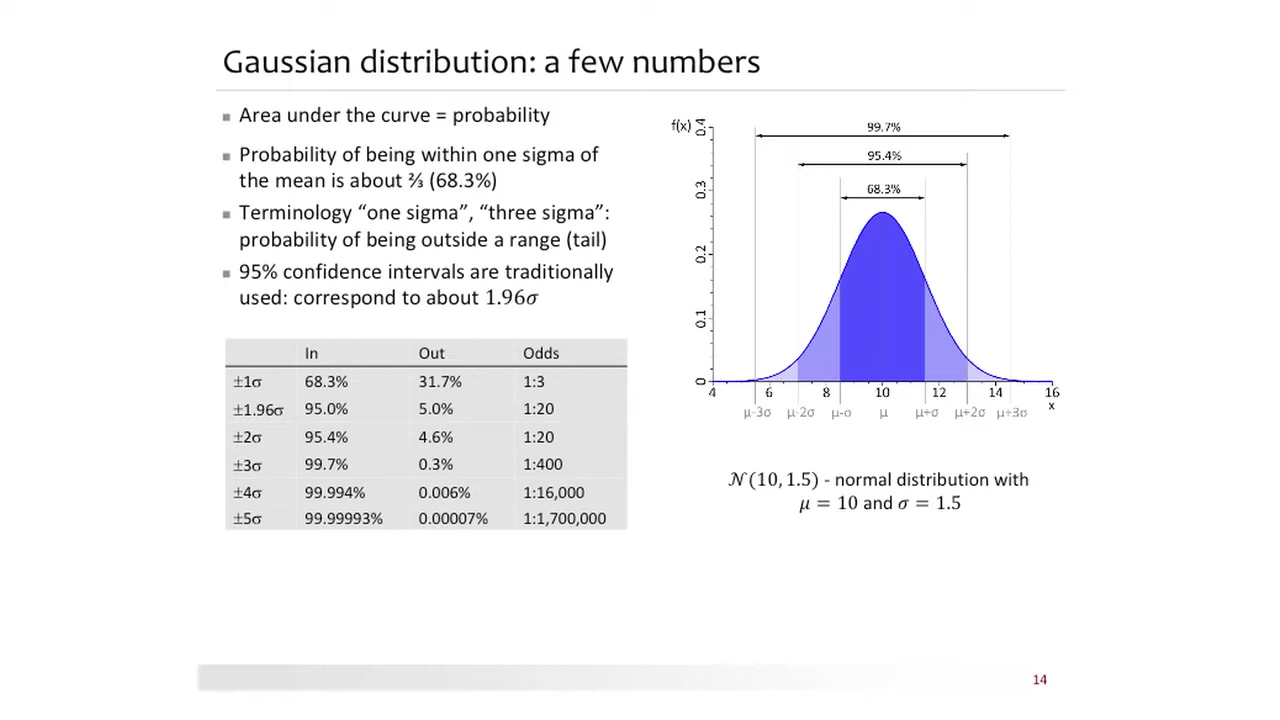 Gaussian distribution: a few numbers
Area under the curve = probability
Probability of being within one sigma of
the mean is about ⅔ (68.3%)
Terminology “one sigma”, “three sigma”:
probability of being outside a range (tail)
95% confidence intervals are traditionally
used: correspond to about 1.96σ
In Out Odds
±1σ 68.3% 31.7% 1:3
±1.96σ 95.0% 5.0% 1:20
±2σ 95.4% 4.6% 1:20
±3σ 99.7% 0.3% 1:400
±4σ 99.994% 0.006% 1:16,000
±5σ 99.99993% 0.00007% 1:1,700,000
f(x)
0.4
0.3
0.2
0.1
0
99.7%
95.4%
68.3%
4 6 8 10 12 14 16
x
μ-3σ μ-2σ μ-σ μ μ+σ μ+2σ μ+3σ
𝒩(10, 1.5) - normal distribution with
μ = 10 and σ = 1.5
14